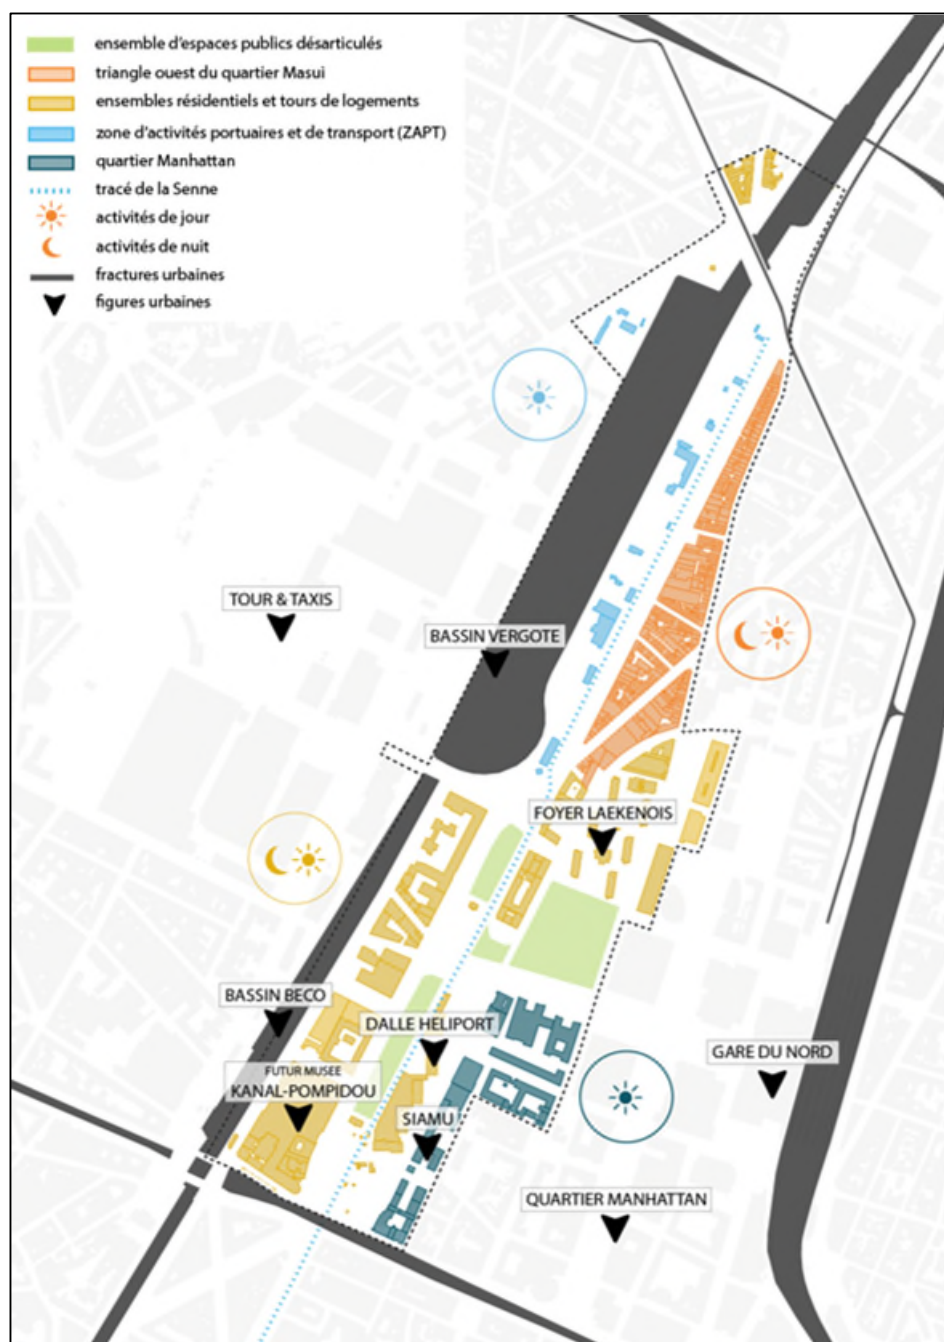 ensemble d'espaces publics désarticulés
triangle ouest du quartier Masui
ensembles résidentiels et tours de logements
zone d'activités portuaires et de transport (ZAPT)
quartier Manhattan
tracé de la Senne
activités de jour
activités de nuit
fractures urbaines
figures urbaines
TOUR & TAXIS
BASSIN VERGOTE
FOYER LAEKENOIS
BASSIN BECO
DALLE HELIPORT
GARE DU NORD
FUTUR MUSEE
KANAL-POMPIDOU
SIAMU
QUARTIER MANHATTAN